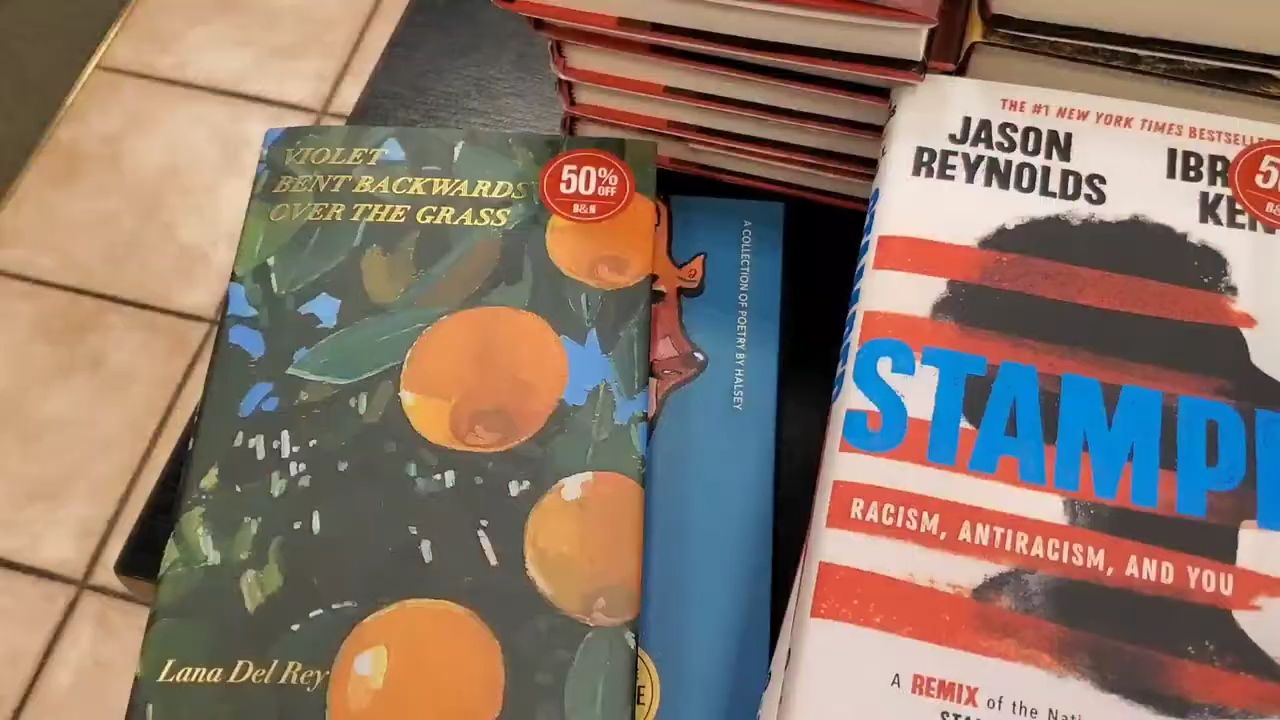 VIOLET
BENT BACKWARDS
OVER THE GRASS
50% OFF
B&N
Lana Del Rey
A COLLECTION OF POETRY BY HALSEY
THE #1 NEW YORK TIMES BESTSELLE
JASON
REYNOLDS
IBR
KEN
STAMP
RACISM, ANTIRACISM, AND YOU
A REMIX of the Nati